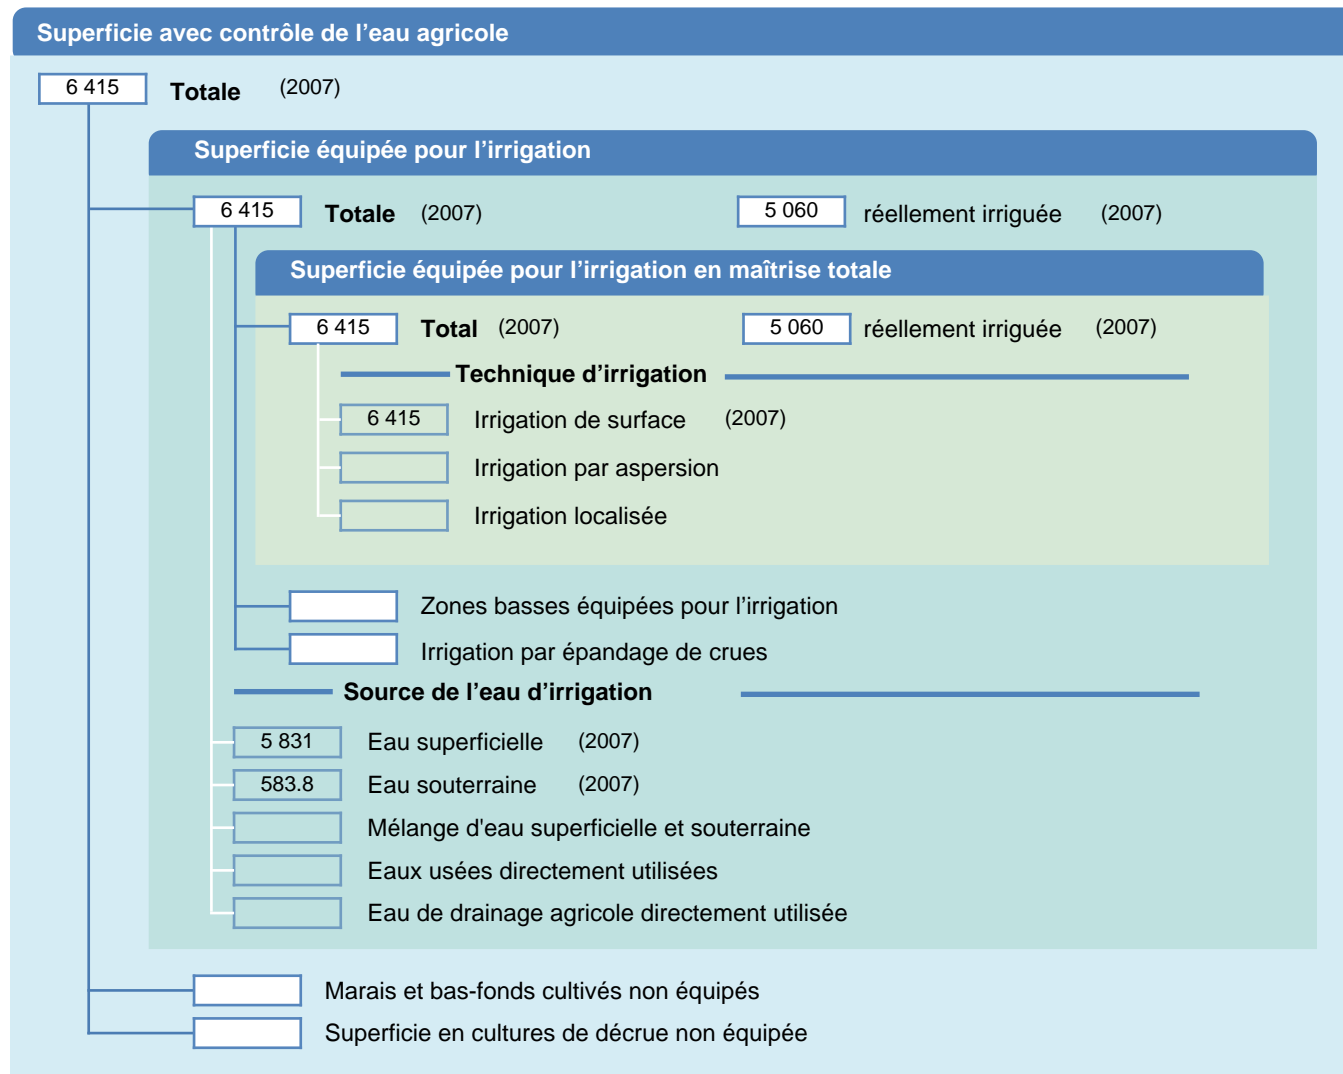 Superficie avec contrôle de l'eau agricole
6 415 Totale (2007)
Superficie équipée pour l'irrigation
6 415 Totale (2007) 5 060 réellement irriguée (2007)
Superficie équipée pour l'irrigation en maîtrise totale
6 415 Total (2007) 5 060 réellement irriguée (2007)
Technique d'irrigation
6 415 Irrigation de surface (2007)
Irrigation par aspersion
Irrigation localisée
Zones basses équipées pour l'irrigation
Irrigation par épandage de crues
Source de l'eau d'irrigation
5 831 Eau superficielle (2007)
583.8 Eau souterraine (2007)
Mélange d'eau superficielle et souterraine
Eaux usées directement utilisées
Eau de drainage agricole directement utilisée
Marais et bas-fonds cultivés non équipés
Superficie en cultures de décrue non équipée